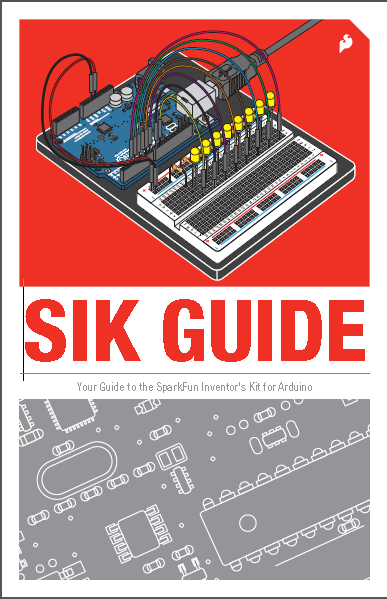 SIK GUIDE
Your Guide to the SparkFun Inventor's Kit for Arduino